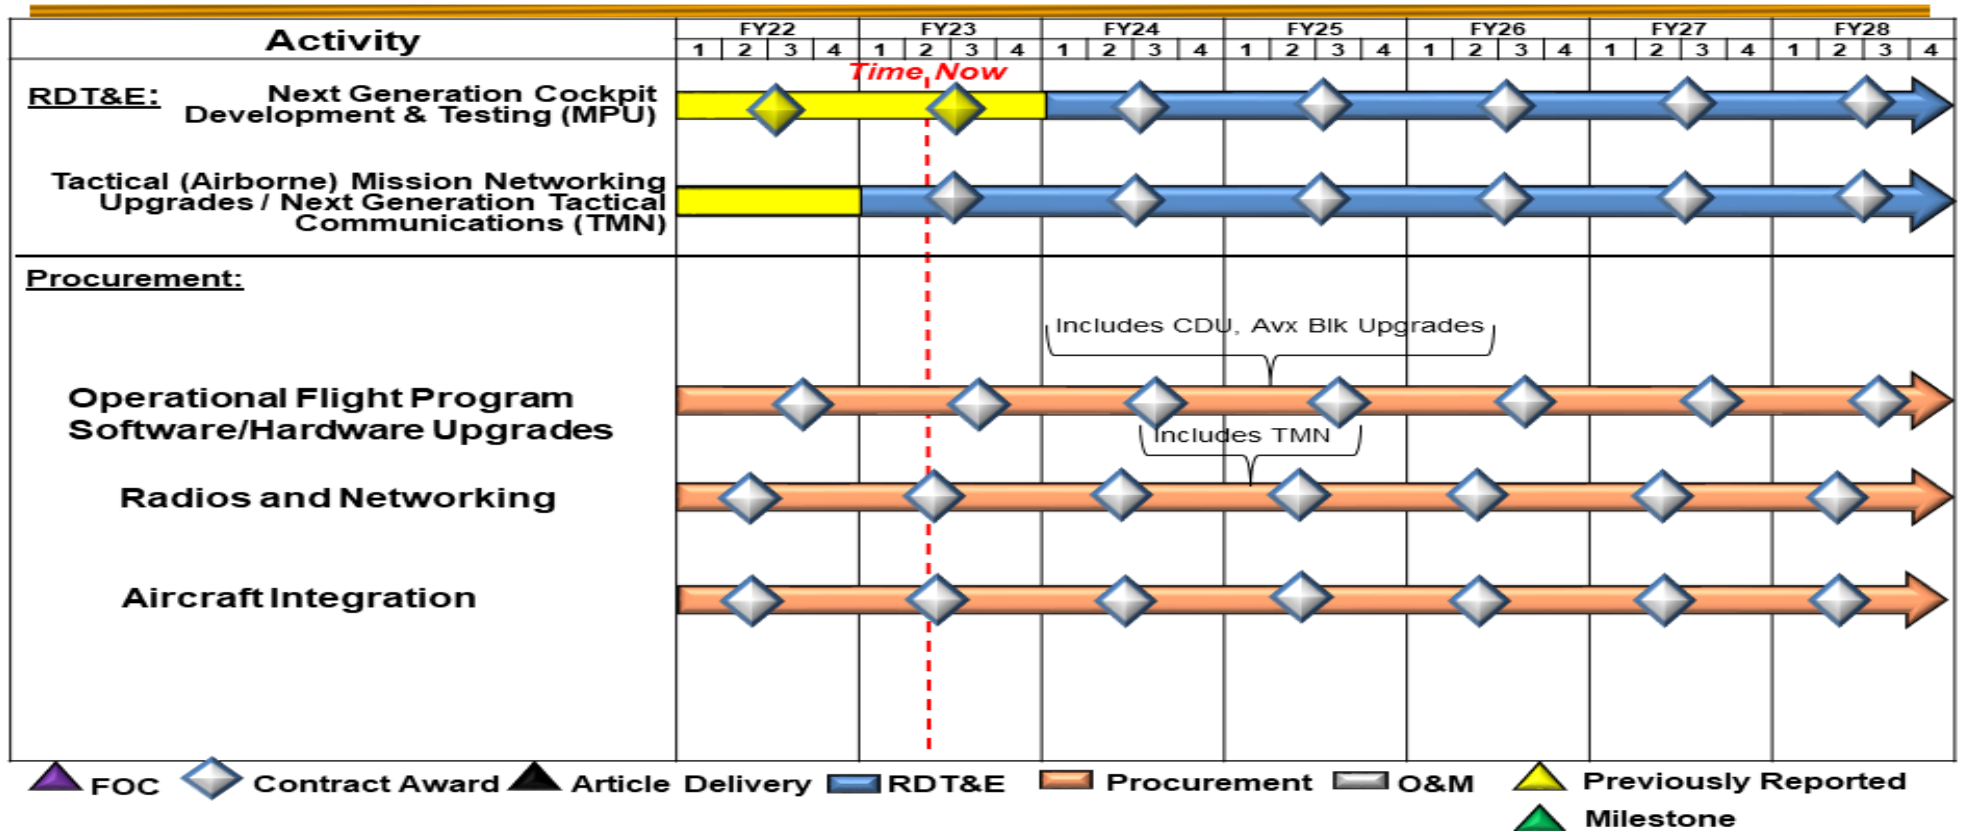 Activity
FY22 FY23 FY24 FY25 FY26 FY27 FY28
1 2 3 4 1 2 3 4 1 2 3 4 1 2 3 4 1 2 3 4 1 2 3 4 1 2 3 4
Time Now
RDT&E: Next Generation Cockpit
Development & Testing (MPU)
Tactical (Airborne) Mission Networking
Upgrades / Next Generation Tactical
Communications (TMN)
Procurement:
Includes CDU, Avx Blk Upgrades
Operational Flight Program
Software/Hardware Upgrades
Includes TMN
Radios and Networking
Aircraft Integration
FOC Contract Award Article Delivery RDT&E Procurement O&M Previously Reported
Milestone